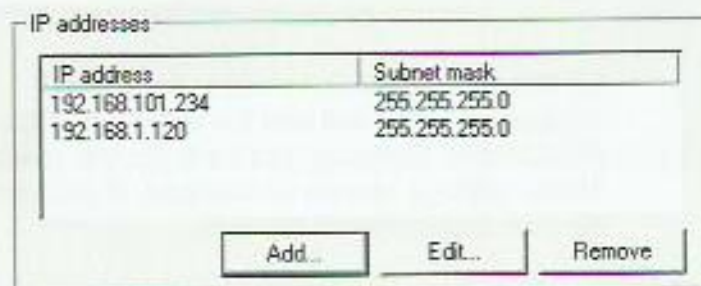 IP addresses
IP address Subnet mask
192.168.101.234 255.255.255.0
192.168.1.120 255.255.255.0
Add... Edit... Remove